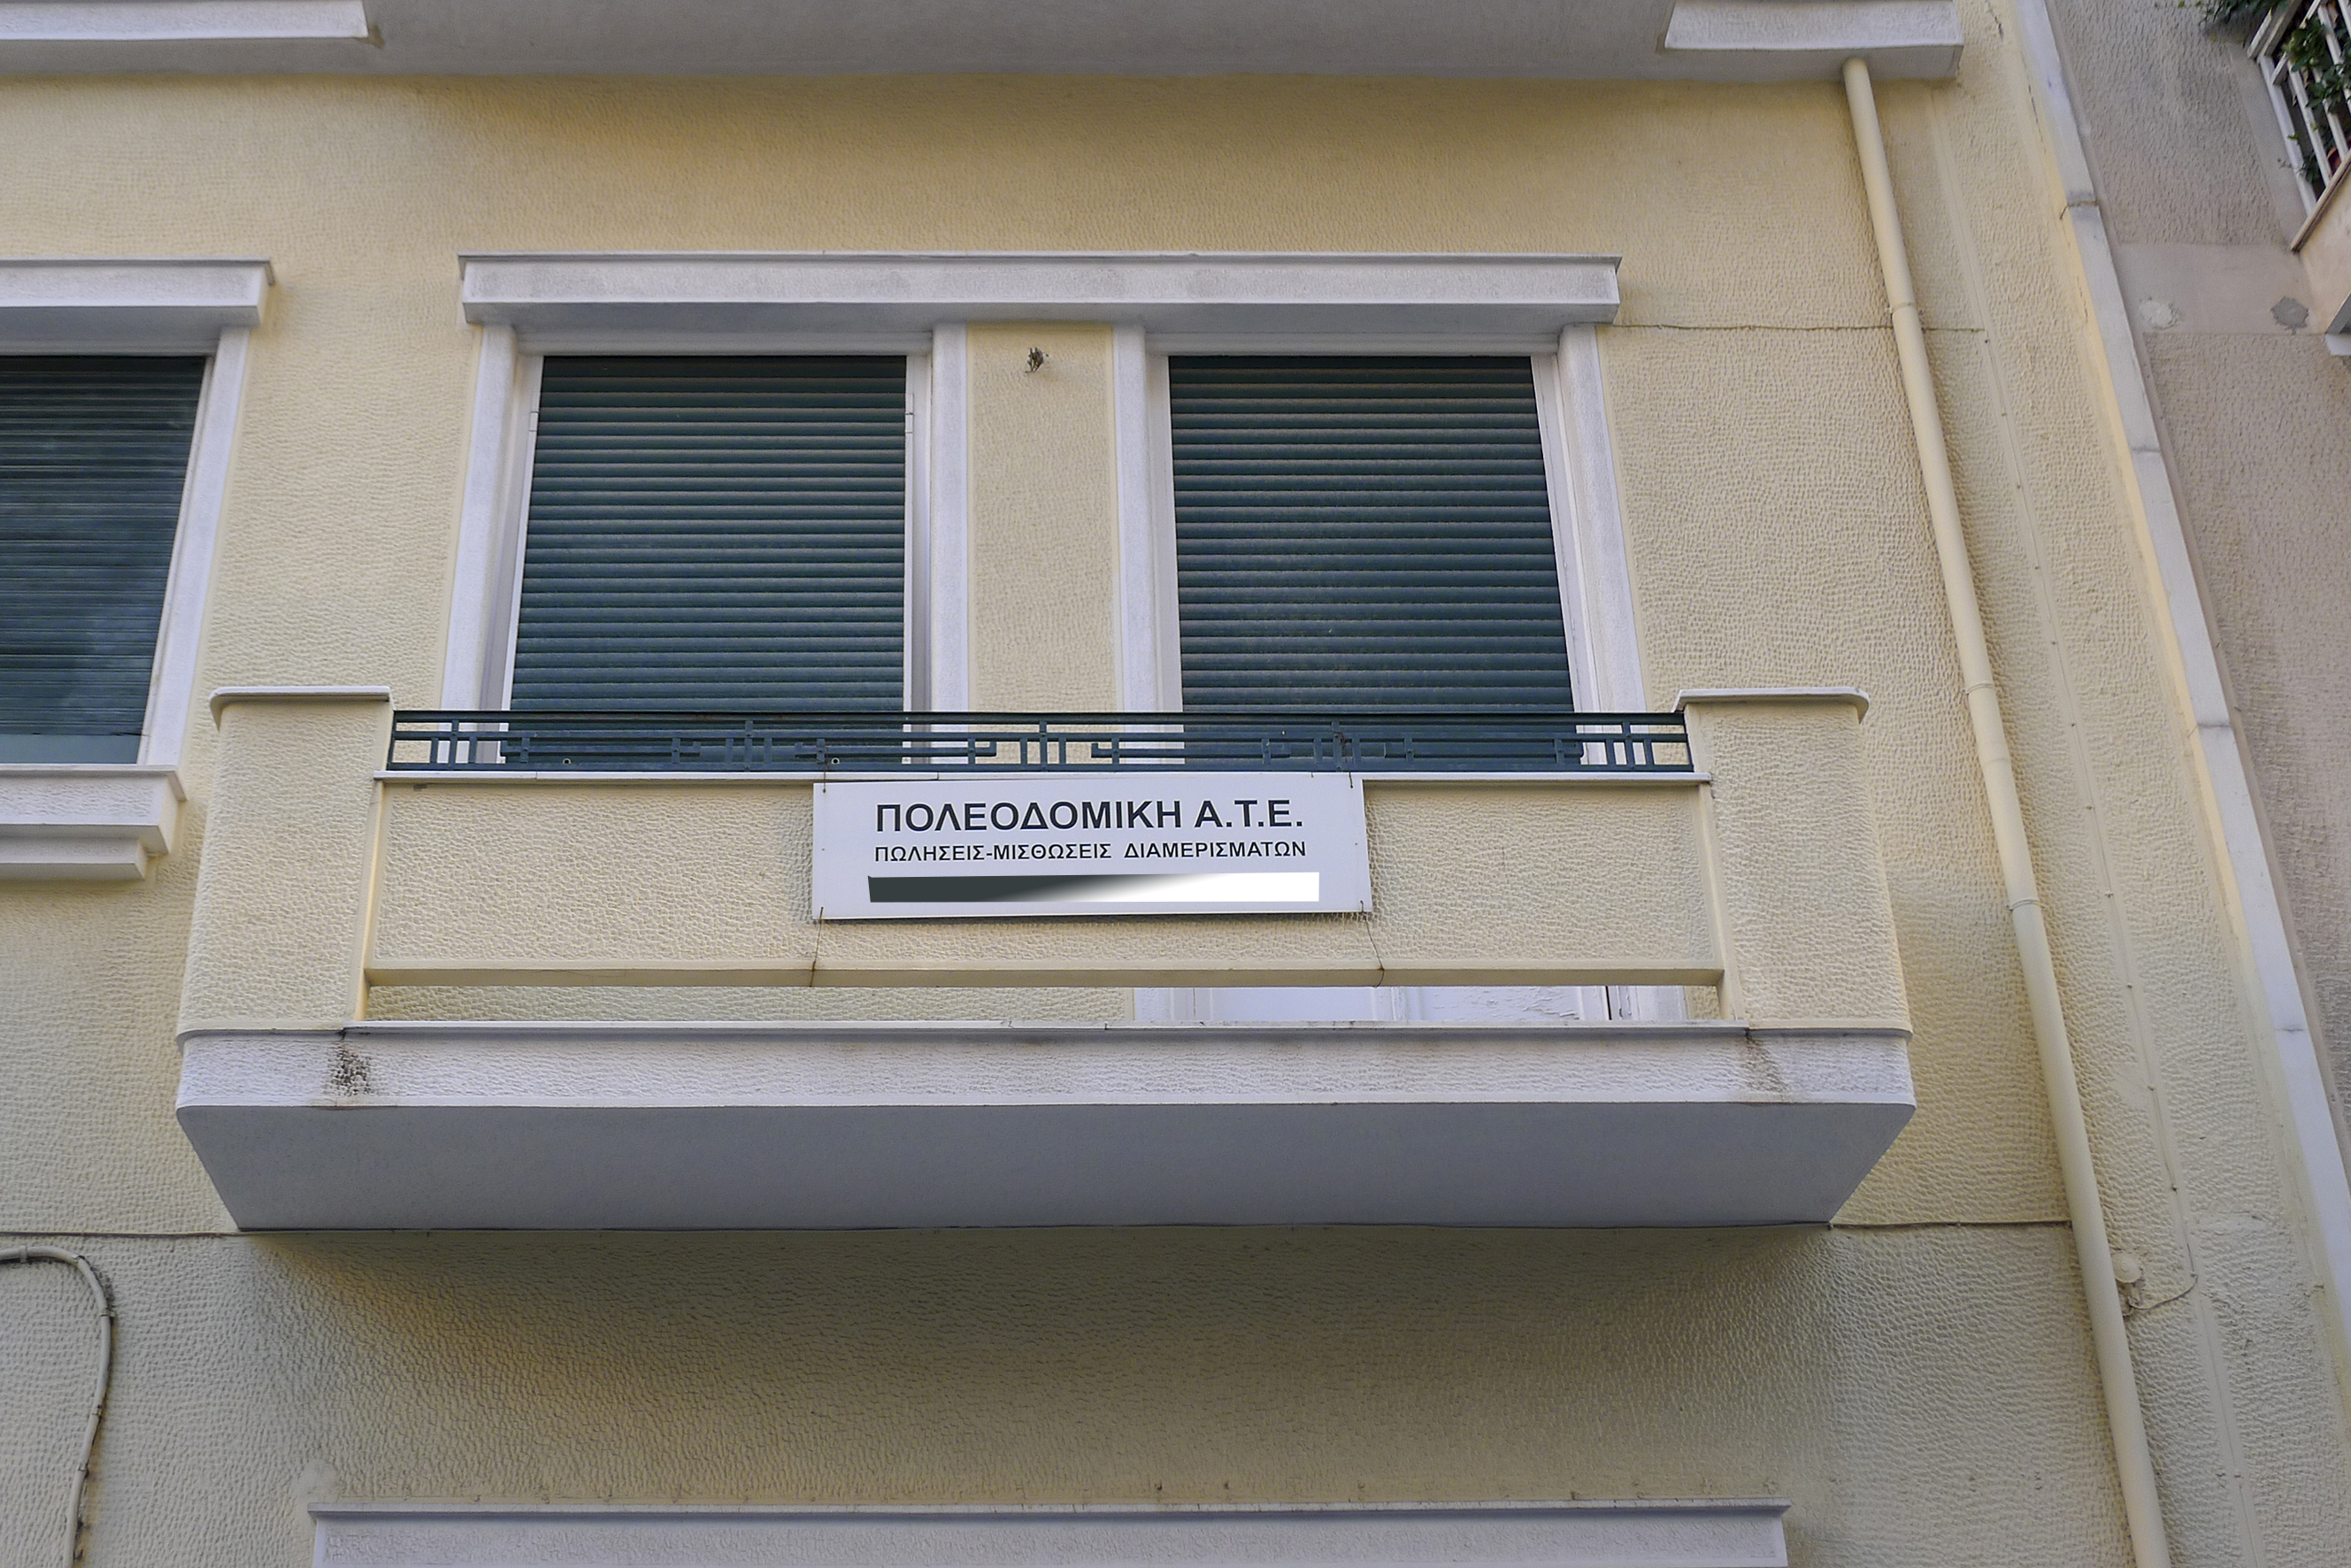 ΠΟΛΕΟΔΟΜΙΚΗ Α.Τ.Ε.
ΠΩΛΗΣΕΙΣ-ΜΙΣΘΩΣΕΙΣ ΔΙΑΜΕΡΙΣΜΑΤΩΝ